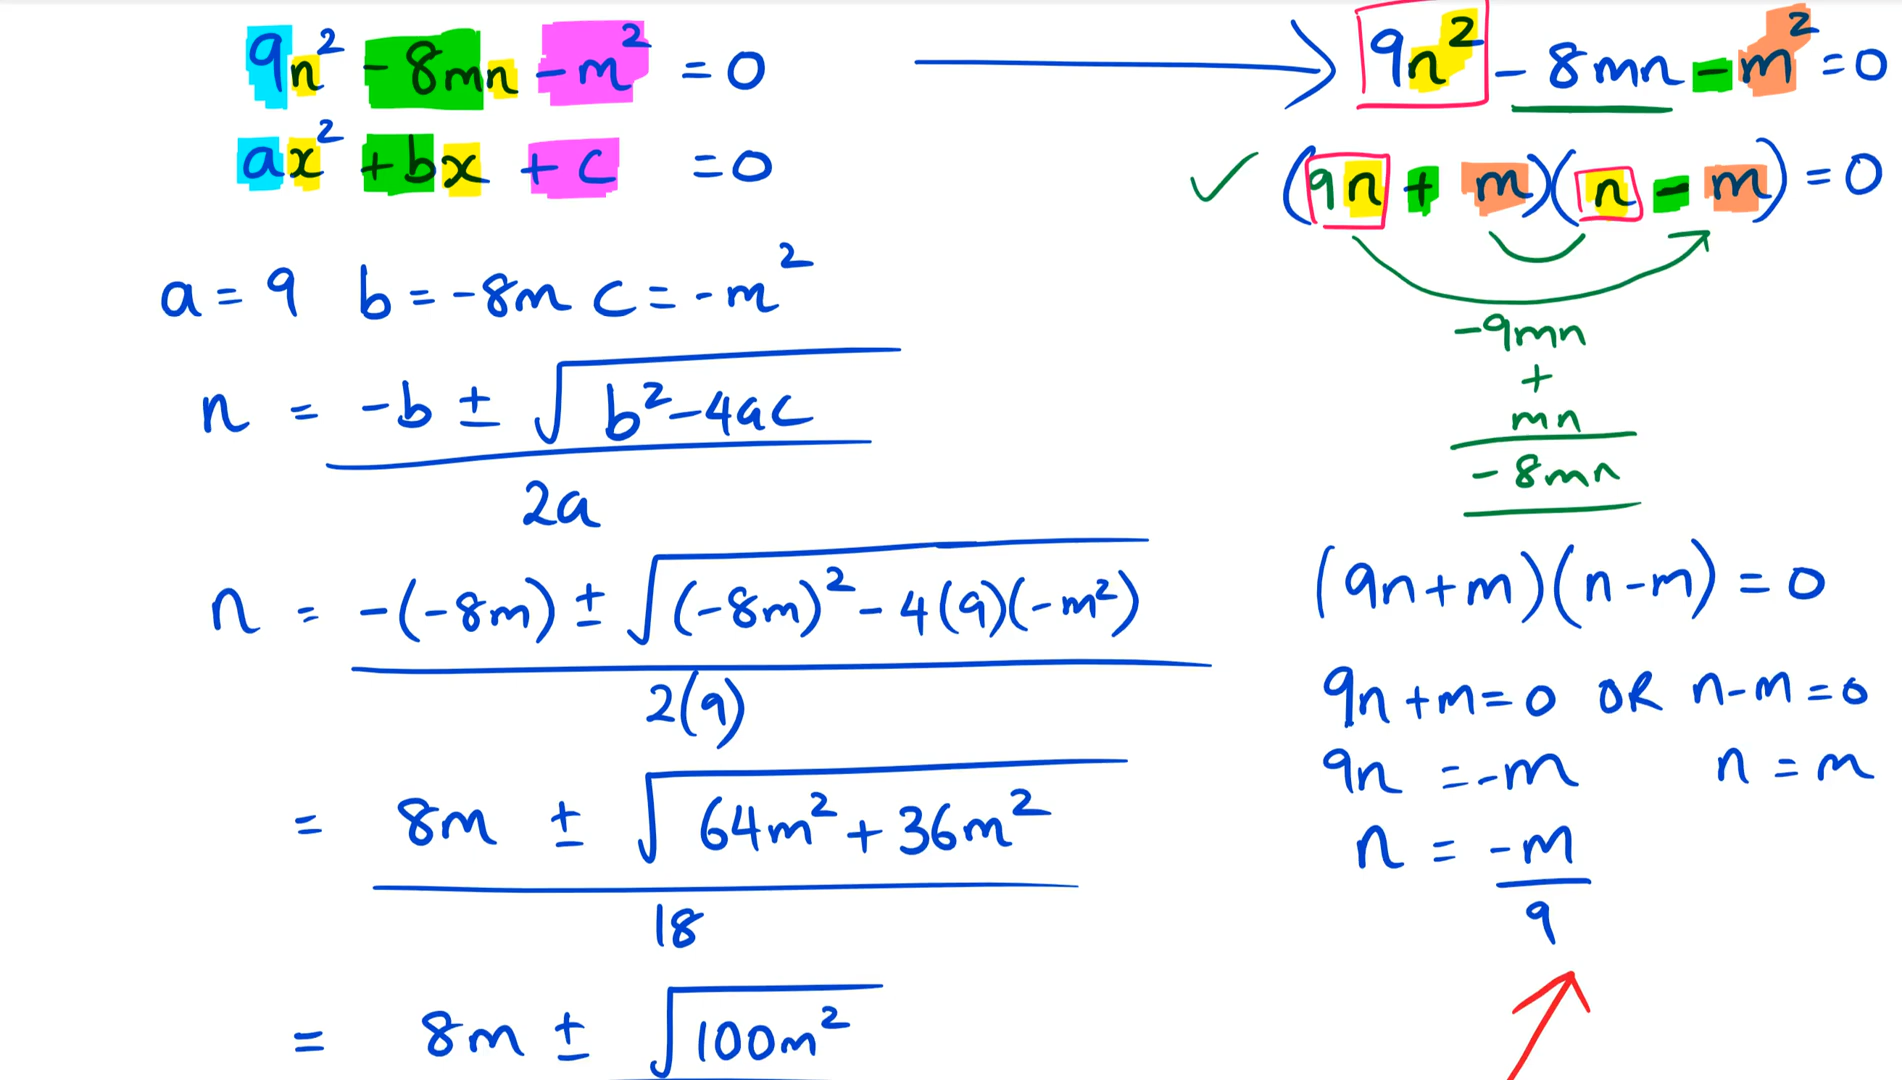 9n² - 8mn - m² = 0
ax² + bx + c = 0
a = 9 b = -8m c = -m²
n = -b ± √(b² - 4ac)
2a
n = -(-8m) ± √((-8m)² - 4(9)(-m²))
2(9)
= 8m ± √(64m² + 36m²)
18
= 8m ± √(100m²)
9n² - 8mn - m² = 0
✓ (9n + m)(n - m) = 0
-9mn
+
mn
-8mn
(9n+m)(n-m) = 0
9n + m = 0 OR n - m = 0
9n = -m n = m
n = -m
9